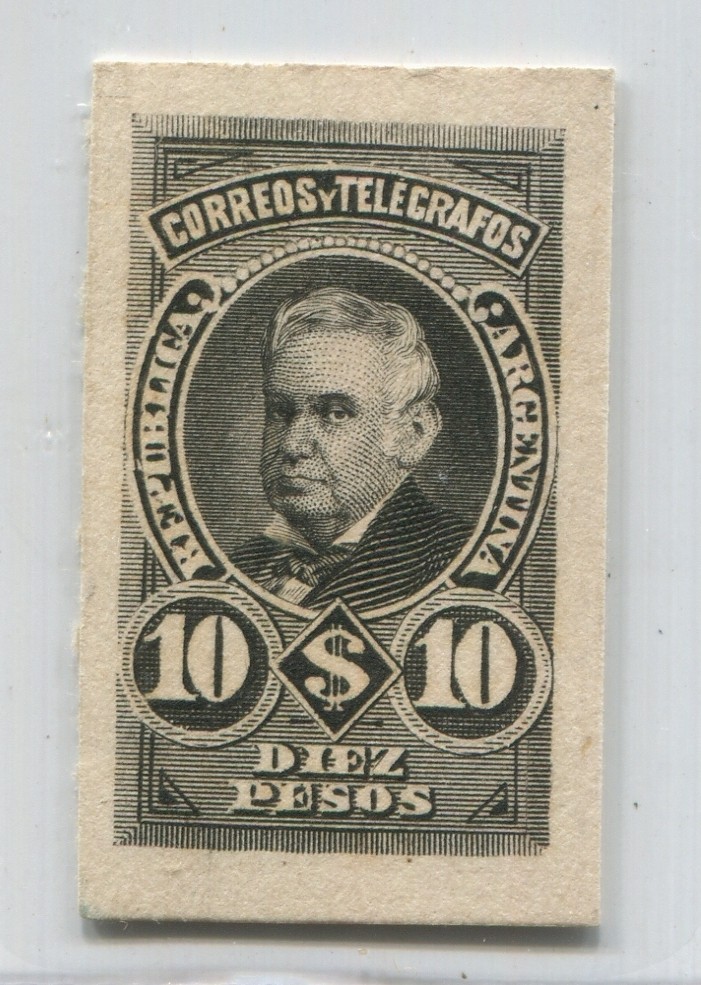 CORREOS Y TELEGRAFOS
REPUBLICA
ARGENTINA
10 $ 10
DIEZ
PESOS